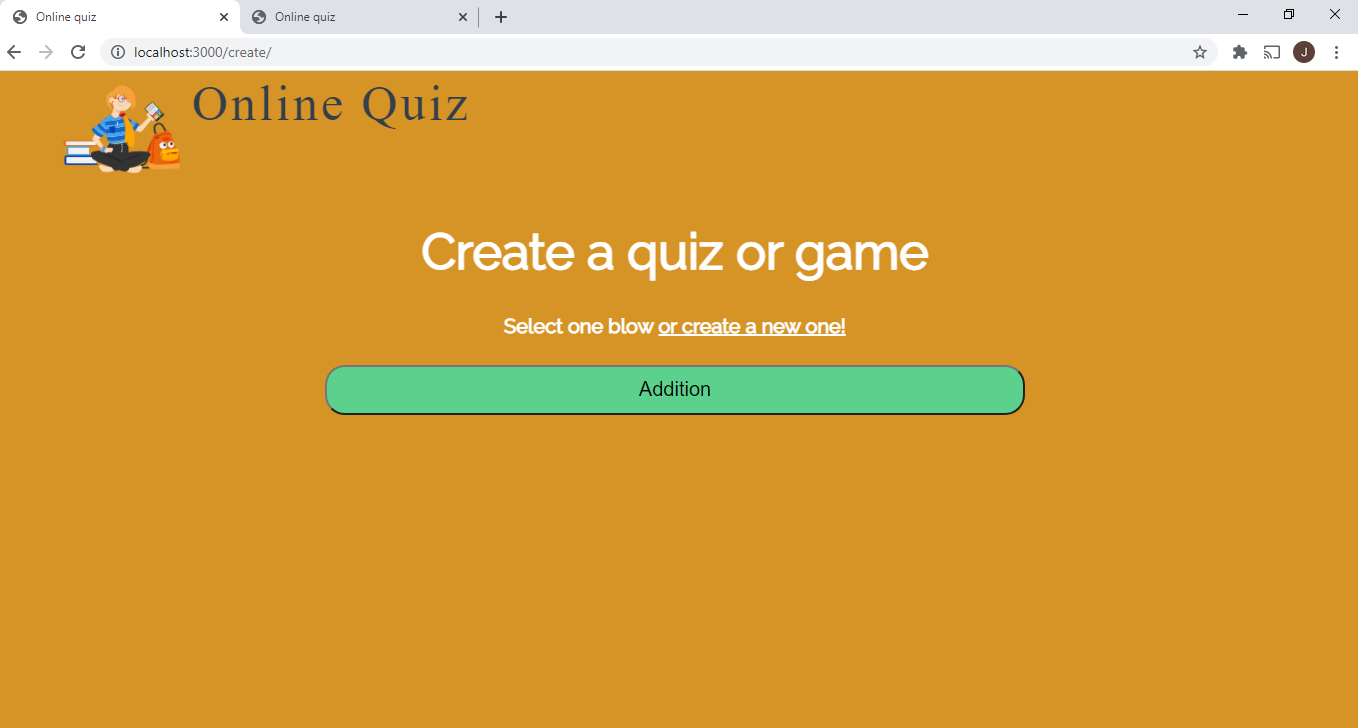 Online quiz
Online quiz
localhost:3000/create/
J
Online Quiz
Create a quiz or game
Select one blow or create a new one!
Addition